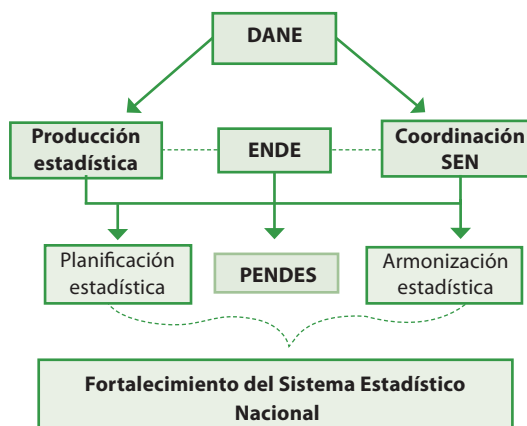 DANE
Producción
estadística
ENDE
Coordinación
SEN
Planificación
estadística
PENDES
Armonización
estadística
Fortalecimiento del Sistema Estadístico
Nacional